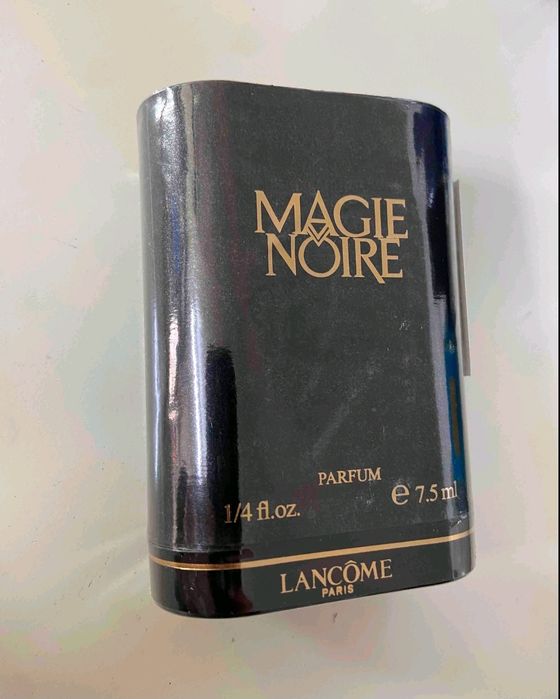 MAGIE
NOIRE
PARFUM
1/4 fl.oz. ℮ 7.5 ml
LANCÔME
PARIS